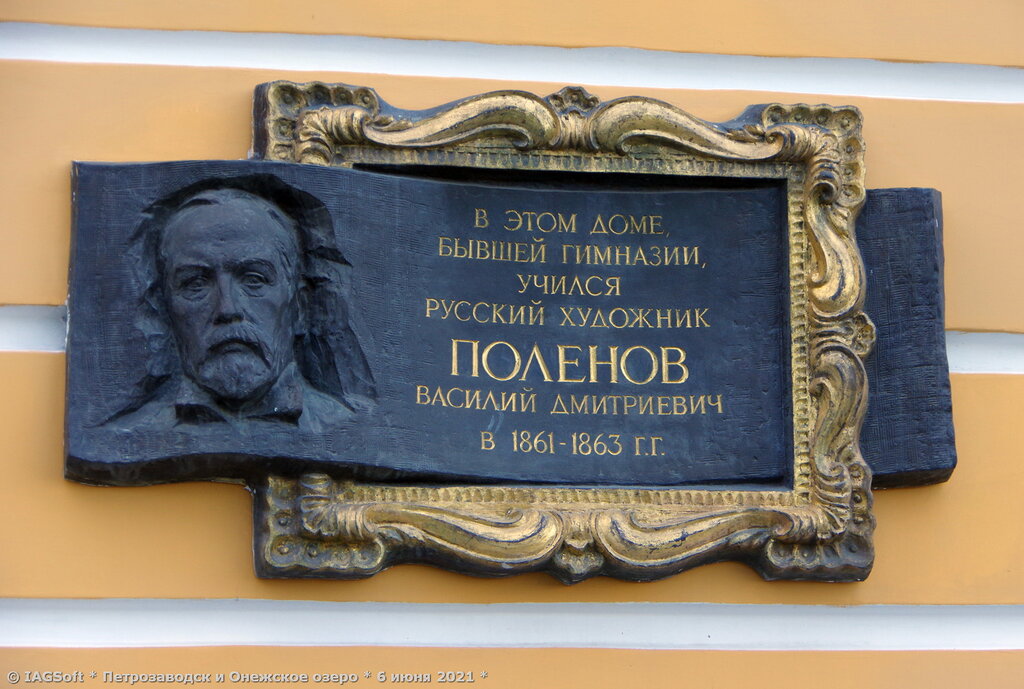 В ЭТОМ ДОМЕ,
БЫВШЕЙ ГИМНАЗИИ,
УЧИЛСЯ
РУССКИЙ ХУДОЖНИК
ПОЛЕНОВ
ВАСИЛИЙ ДМИТРИЕВИЧ
В 1861-1863 Г.Г.
© IAGSoft * Петрозаводск и Онежское озеро * 6 июня 2021 *